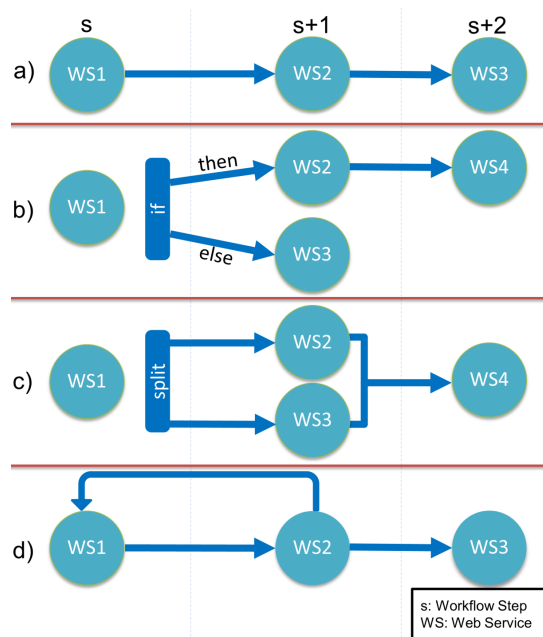 s s+1 s+2
a) WS1 WS2 WS3
then
b) WS1 if WS2 WS4
else WS3
c) WS1 split WS2 WS3 WS4
d) WS1 WS2 WS3
s: Workflow Step
WS: Web Service